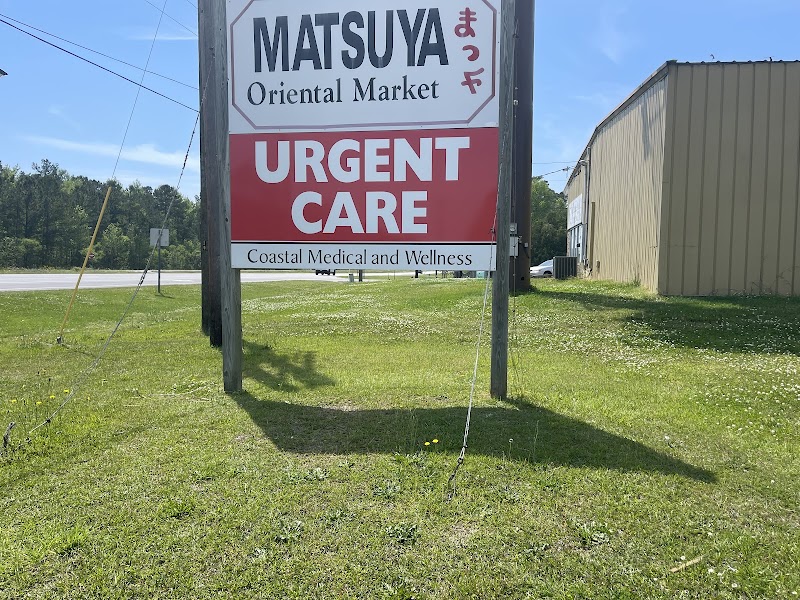 MATSUYA
まつや
Oriental Market
URGENT
CARE
Coastal Medical and Wellness